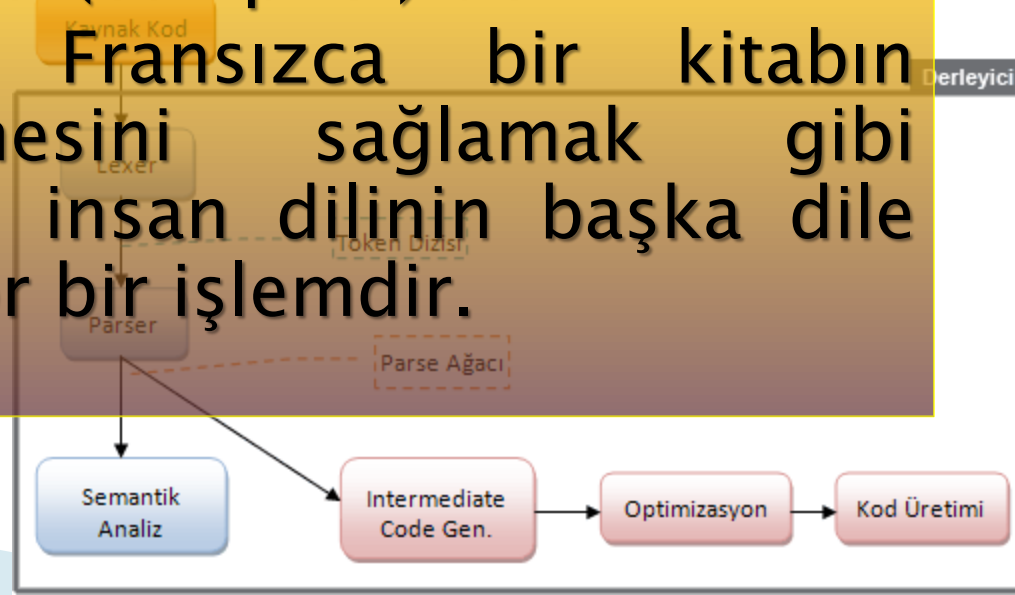 Kaynak Kod
Fransızca bir kitabın
Derleyici
sağlamak gibi
Lexer
insan dilinin başka dile
Token Dizisi
bir işlemdir.
Parser
Parse Ağacı
Semantik
Analiz
Intermediate
Code Gen.
Optimizasyon
Kod Üretimi